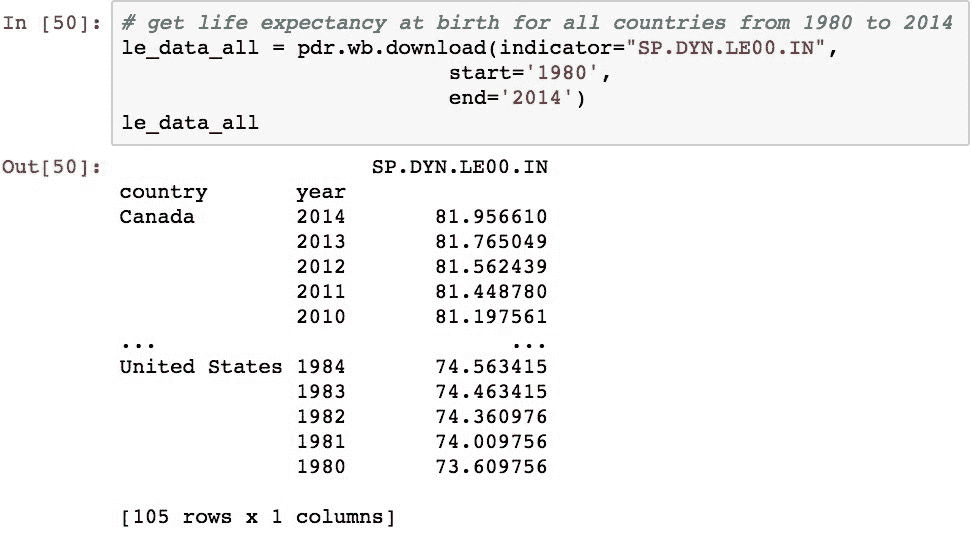 In [50]: # get life expectancy at birth for all countries from 1980 to 2014
le_data_all = pdr.wb.download(indicator="SP.DYN.LE00.IN",
start='1980',
end='2014')
le_data_all
Out[50]: SP.DYN.LE00.IN
country year
Canada 2014 81.956610
2013 81.765049
2012 81.562439
2011 81.448780
2010 81.197561
... ...
United States 1984 74.563415
1983 74.463415
1982 74.360976
1981 74.009756
1980 73.609756
[105 rows x 1 columns]